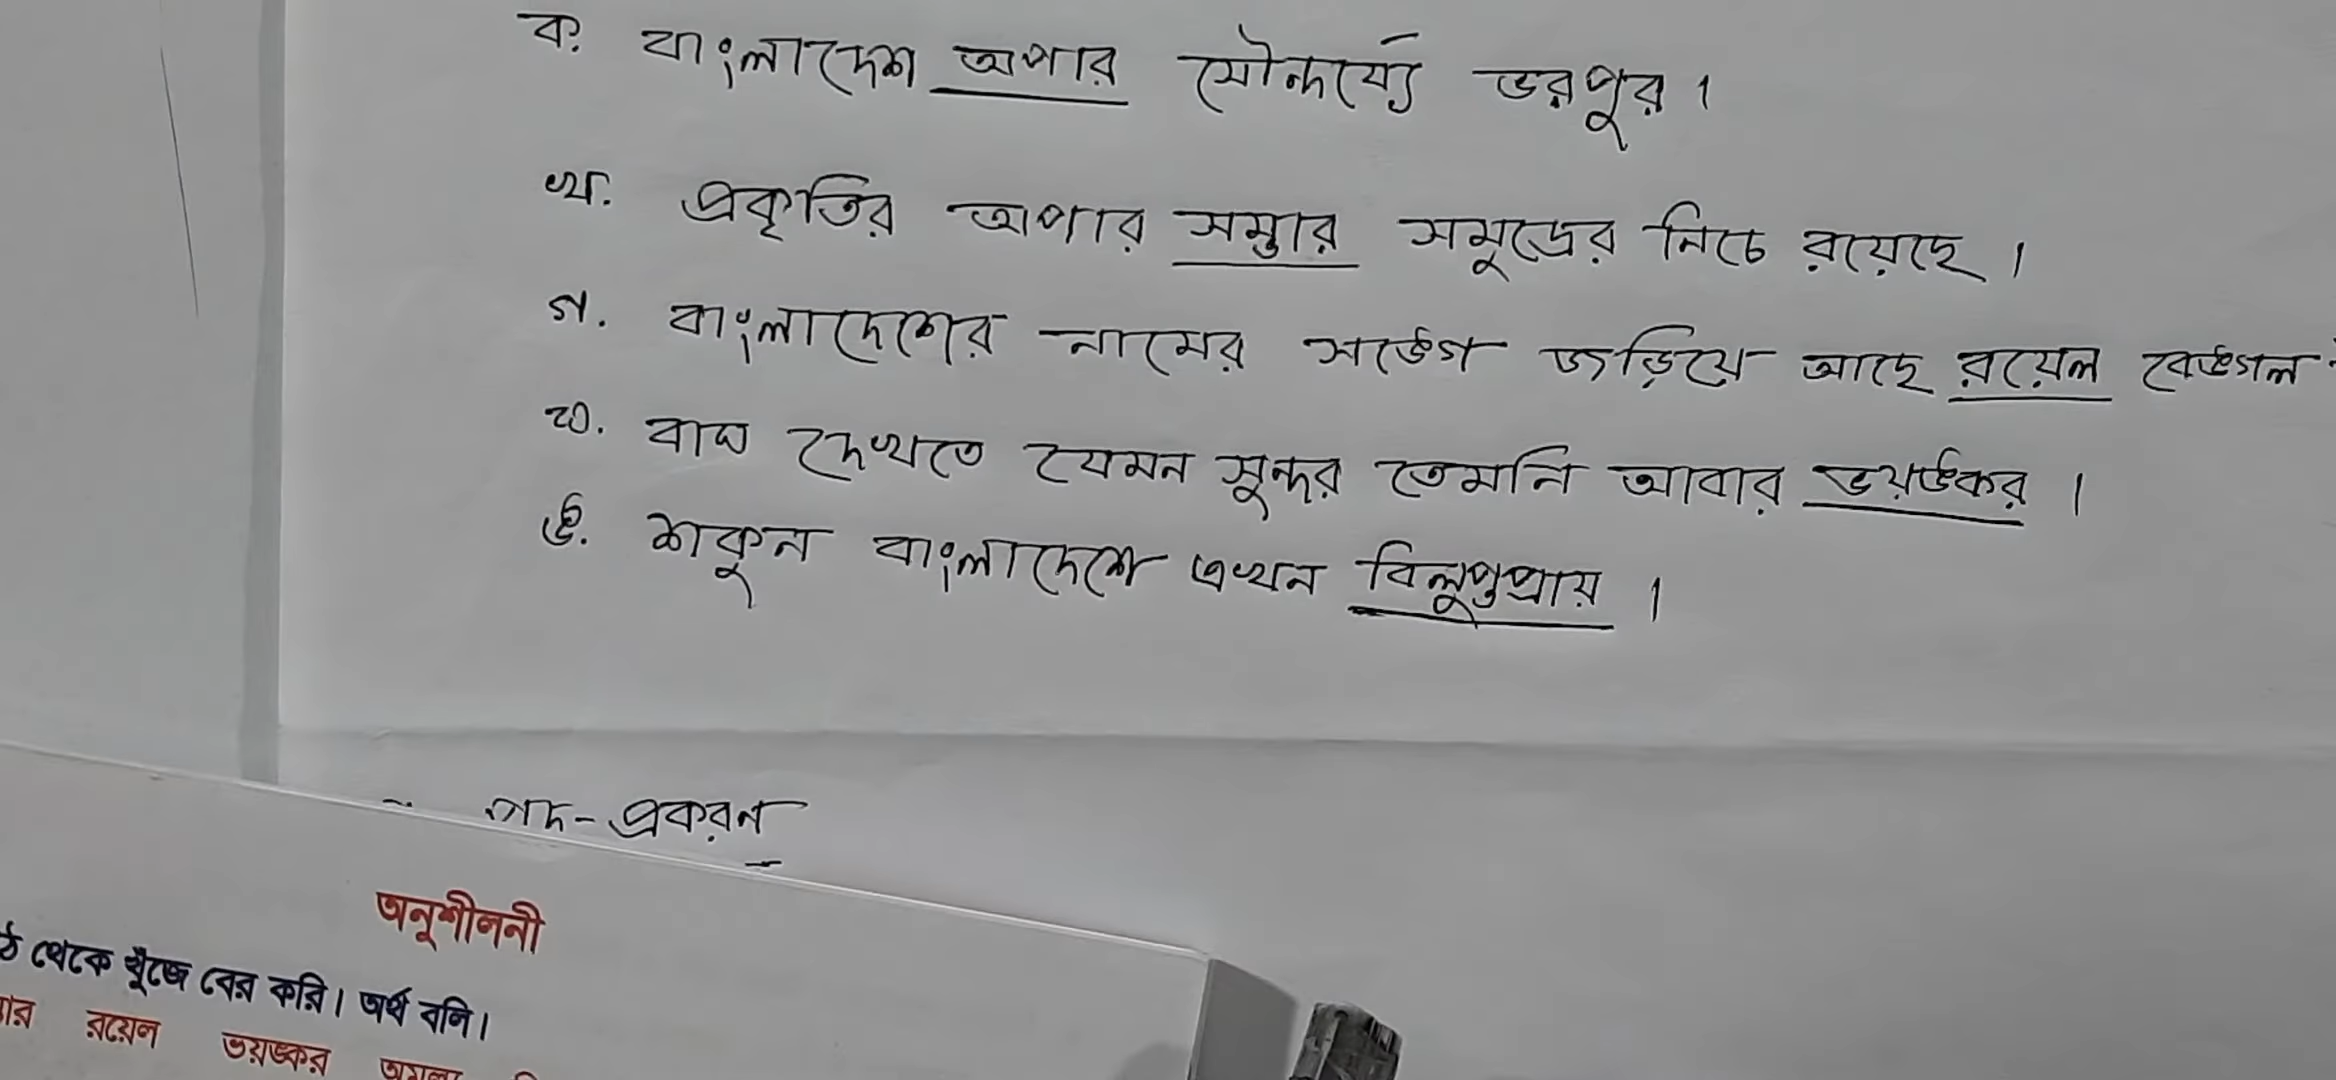 ক. বাংলাদেশ অপার সৌন্দর্য্যে ভরপুর।
খ. প্রকৃতির অপার সম্ভার সমুদ্রের নিচে রয়েছে।
গ. বাংলাদেশের নামের সঙ্গে জড়িয়ে আছে রয়েল বেঙ্গল
ঘ. বাঘ দেখতে যেমন সুন্দর তেমনি আবার ভয়ঙ্কর।
ঙ. শকুন বাংলাদেশে এখন বিলুপ্তপ্রায়।
পদ-প্রকরণ
অনুশীলনী
থেকে খুঁজে বের করি। অর্থ বলি।
রয়েল ভয়ঙ্কর